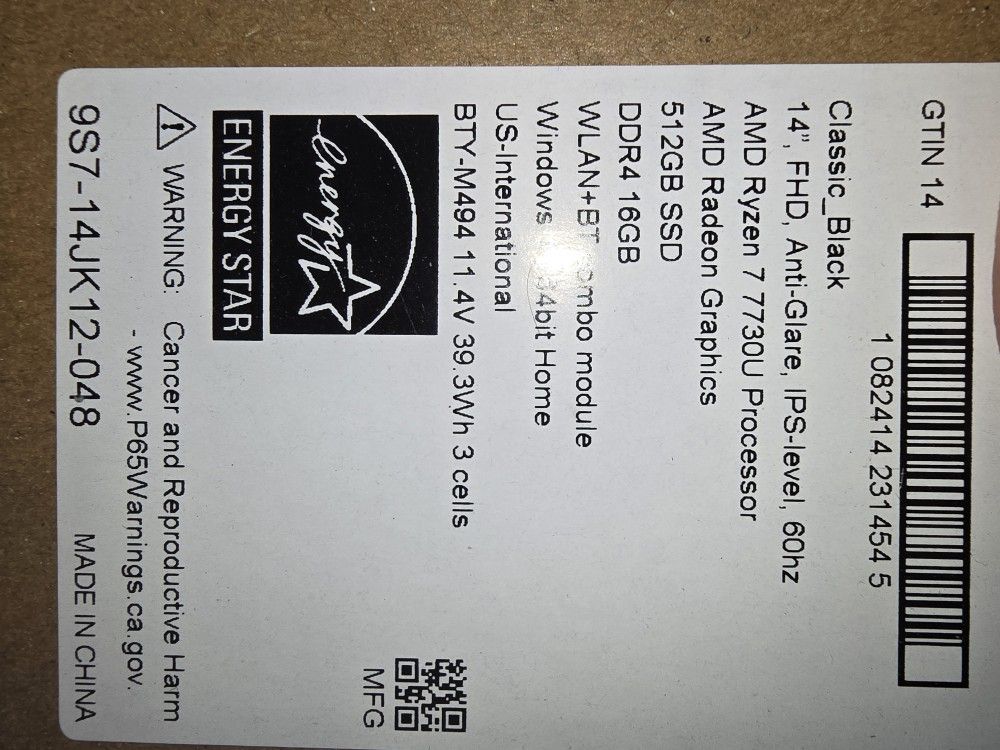 GTIN 14
1 082414 231454 5
Classic_Black
14", FHD, Anti-Glare, IPS-level, 60hz
AMD Ryzen 7 7730U Processor
AMD Radeon Graphics
512GB SSD
DDR4 16GB
WLAN+BT module
Windows Home
US-International
BTY-M494 11.4V 39.3Wh 3 cells
energy
ENERGY STAR
MFG
WARNING: Cancer and Reproductive Harm
- www.P65Warnings.ca.gov.
9S7-14JK12-048 MADE IN CHINA